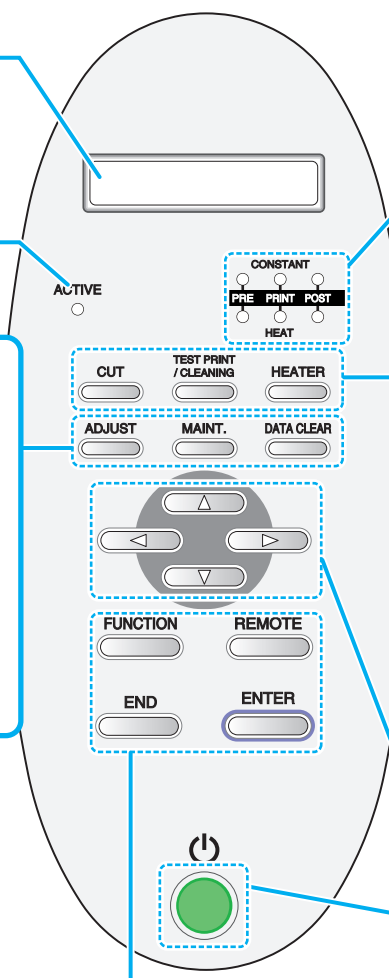 CONSTANT
ACTIVE
PRE PRINT POST
HEAT
CUT
TEST PRINT
/ CLEANING
HEATER
ADJUST
MAINT.
DATA CLEAR
FUNCTION
REMOTE
END
ENTER